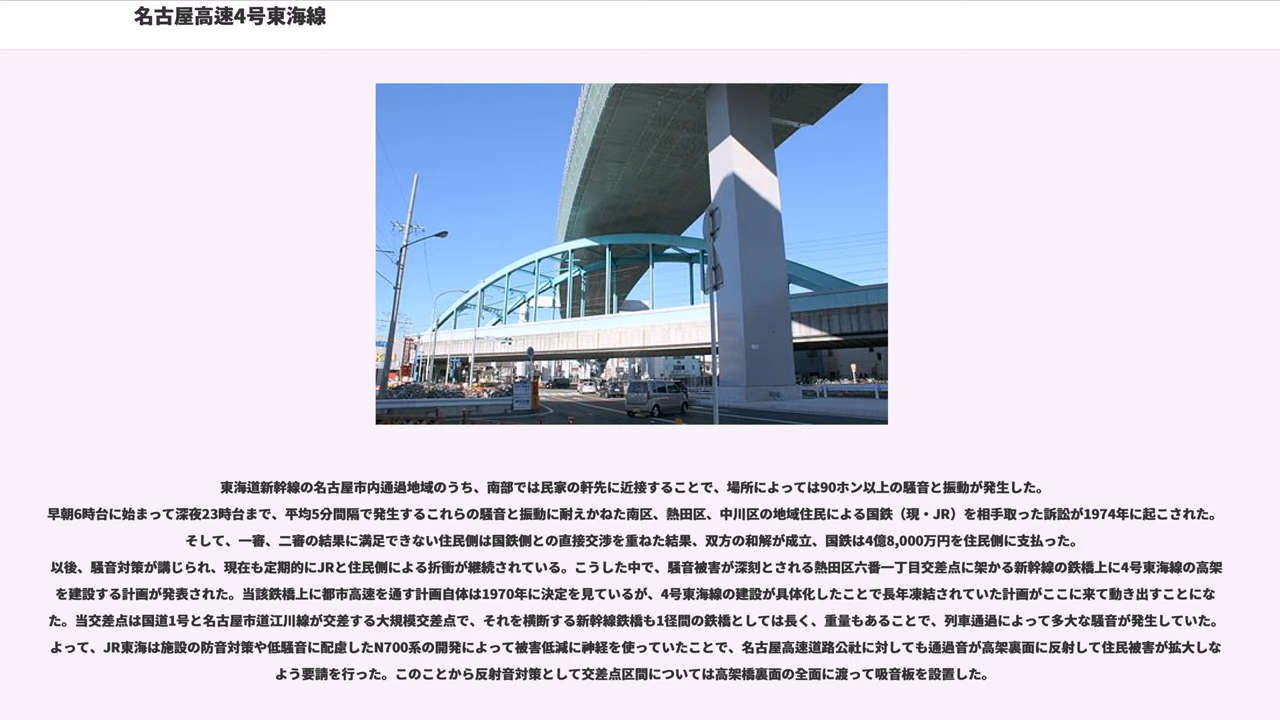 名古屋高速4号東海線
東海道新幹線の名古屋市内通過地域のうち、南部では民家の軒先に近接することで、場所によっては90ホン以上の騒音と振動が発生した。
早朝6時台に始まって深夜23時台まで、平均5分間隔で発生するこれらの騒音と振動に耐えかねた南区、熱田区、中川区の地域住民による国鉄（現・JR）を相手取った訴訟が1974年に起こされた。
そして、一審、二審の結果に満足できない住民側は国鉄側との直接交渉を重ねた結果、双方の和解が成立、国鉄は4億8,000万円を住民側に支払った。
以後、騒音対策が講じられ、現在も定期的にJRと住民側による折衝が継続されている。こうした中で、騒音被害が深刻とされる熱田区六番一丁目交差点に架かる新幹線の鉄橋上に4号東海線の高架
を建設する計画が発表された。当該鉄橋上に都市高速を通す計画自体は1970年に決定を見ているが、4号東海線の建設が具体化したことで長年凍結されていた計画がここに来て動き出すことにな
た。当交差点は国道1号と名古屋市道江川線が交差する大規模交差点で、それを横断する新幹線鉄橋も1径間の鉄橋としては長く、重量もあることで、列車通過によって多大な騒音が発生していた。
よって、JR東海は施設の防音対策や低騒音に配慮したN700系の開発によって被害低減に神経を使っていたことで、名古屋高速道路公社に対しても通過音が高架裏面に反射して住民被害が拡大しな
よう要請を行った。このことから反射音対策として交差点区間については高架橋裏面の全面に渡って吸音板を設置した。